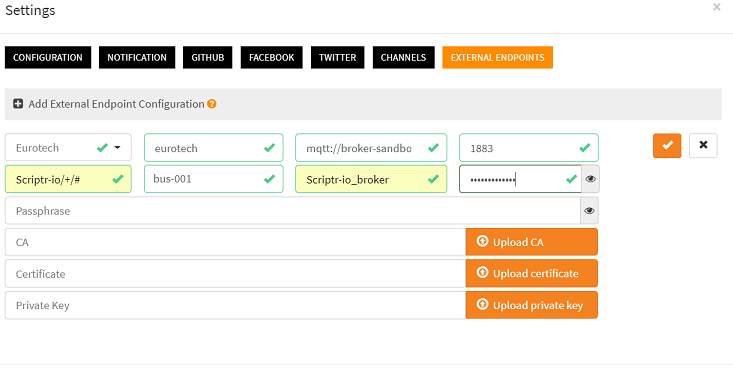 Settings
CONFIGURATION NOTIFICATION GITHUB FACEBOOK TWITTER CHANNELS EXTERNAL ENDPOINTS
Add External Endpoint Configuration
Eurotech eurotech mqtt://broker-sandbo 1883
Scriptr-io/+/# bus-001 Scriptr-io_broker •••••••••••••
Passphrase
CA Upload CA
Certificate Upload certificate
Private Key Upload private key